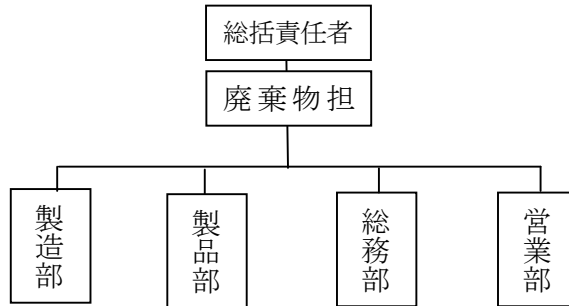 総括責任者
廃棄物担
製造部
製品部
総務部
営業部